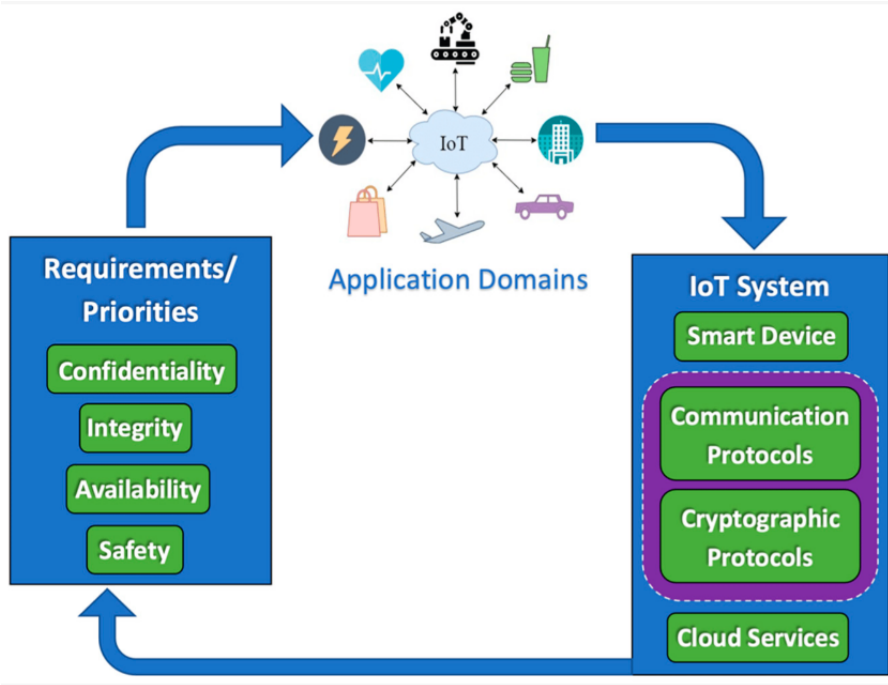 IoT
Application Domains
Requirements/
Priorities
Confidentiality
Integrity
Availability
Safety
IoT System
Smart Device
Communication
Protocols
Cryptographic
Protocols
Cloud Services